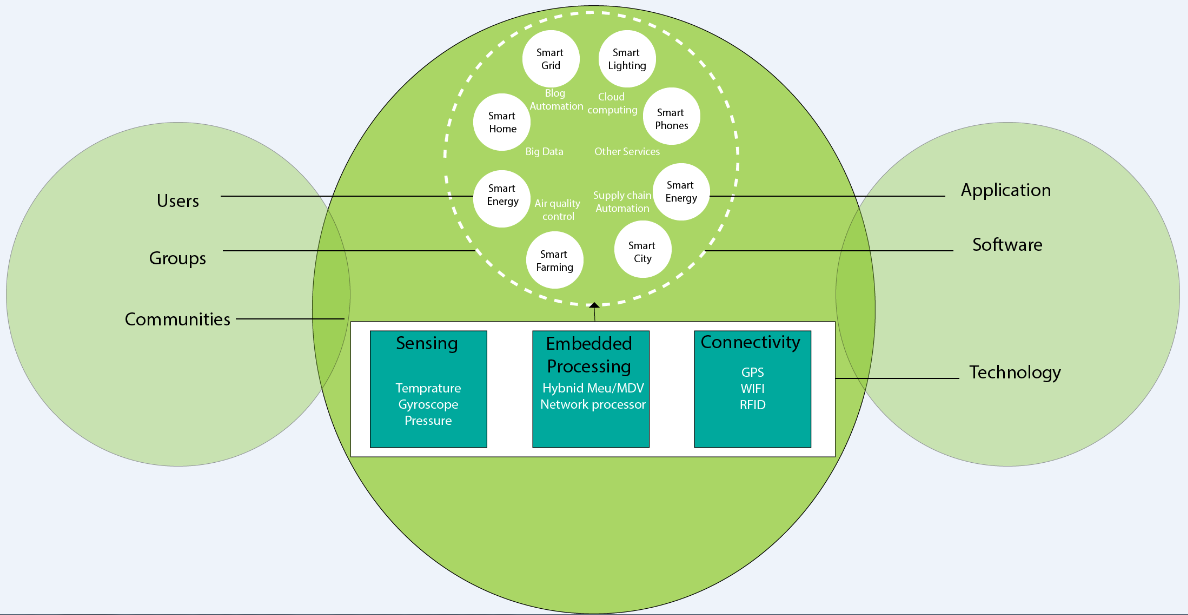 Smart
Grid
Smart
Lighting
Blog
Automation
Cloud
computing
Smart
Home
Smart
Phones
Big Data
Other Services
Smart
Energy
Smart
Energy
Air quality
control
Supply chain
Automation
Smart
Farming
Smart
City
Users
Groups
Communities
Application
Software
Technology
Sensing
Temprature
Gyroscope
Pressure
Embedded
Processing
Hybnid Meu/MDV
Network processor
Connectivity
GPS
WIFI
RFID